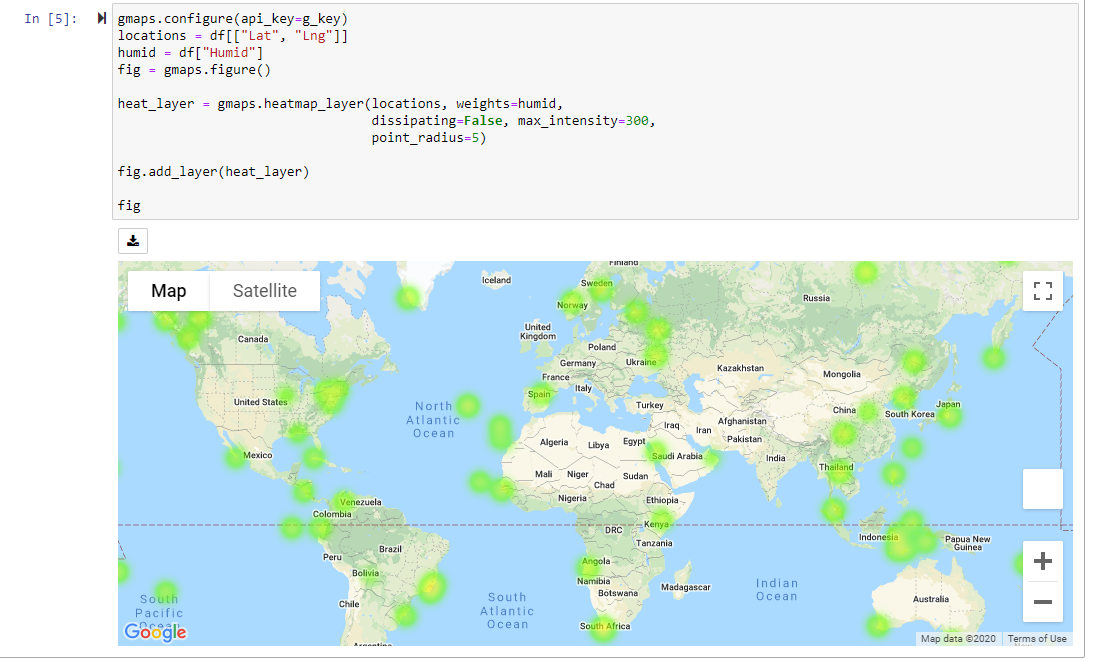 In [5]:
gmaps.configure(api_key=g_key)
locations = df[["Lat", "Lng"]]
humid = df["Humid"]
fig = gmaps.figure()
heat_layer = gmaps.heatmap_layer(locations, weights=humid,
dissipating=False, max_intensity=300,
point_radius=5)
fig.add_layer(heat_layer)
fig
Map
Satellite
Finland
Iceland
Sweden
Norway
Russia
Canada
United
Kingdom
Poland
Germany
Ukraine
Kazakhstan
Mongolia
France
Italy
Spain
United States
North
Atlantic
Ocean
Turkey
China
South Korea
Japan
Iraq
Iran
Afghanistan
Pakistan
Algeria
Libya
Egypt
Saudi Arabia
India
Mexico
Mali
Niger
Chad
Sudan
Thailand
Nigeria
Ethiopia
Venezuela
Colombia
DRC
Kenya
Tanzania
Indonesia
Papua New
Guinea
Peru
Brazil
Bolivia
Angola
Namibia
Botswana
Madagascar
Indian
Ocean
Chile
South
Pacific
Ocean
South
Atlantic
Ocean
South Africa
Australia
Argentina
Google
Map data ©2020
Terms of Use